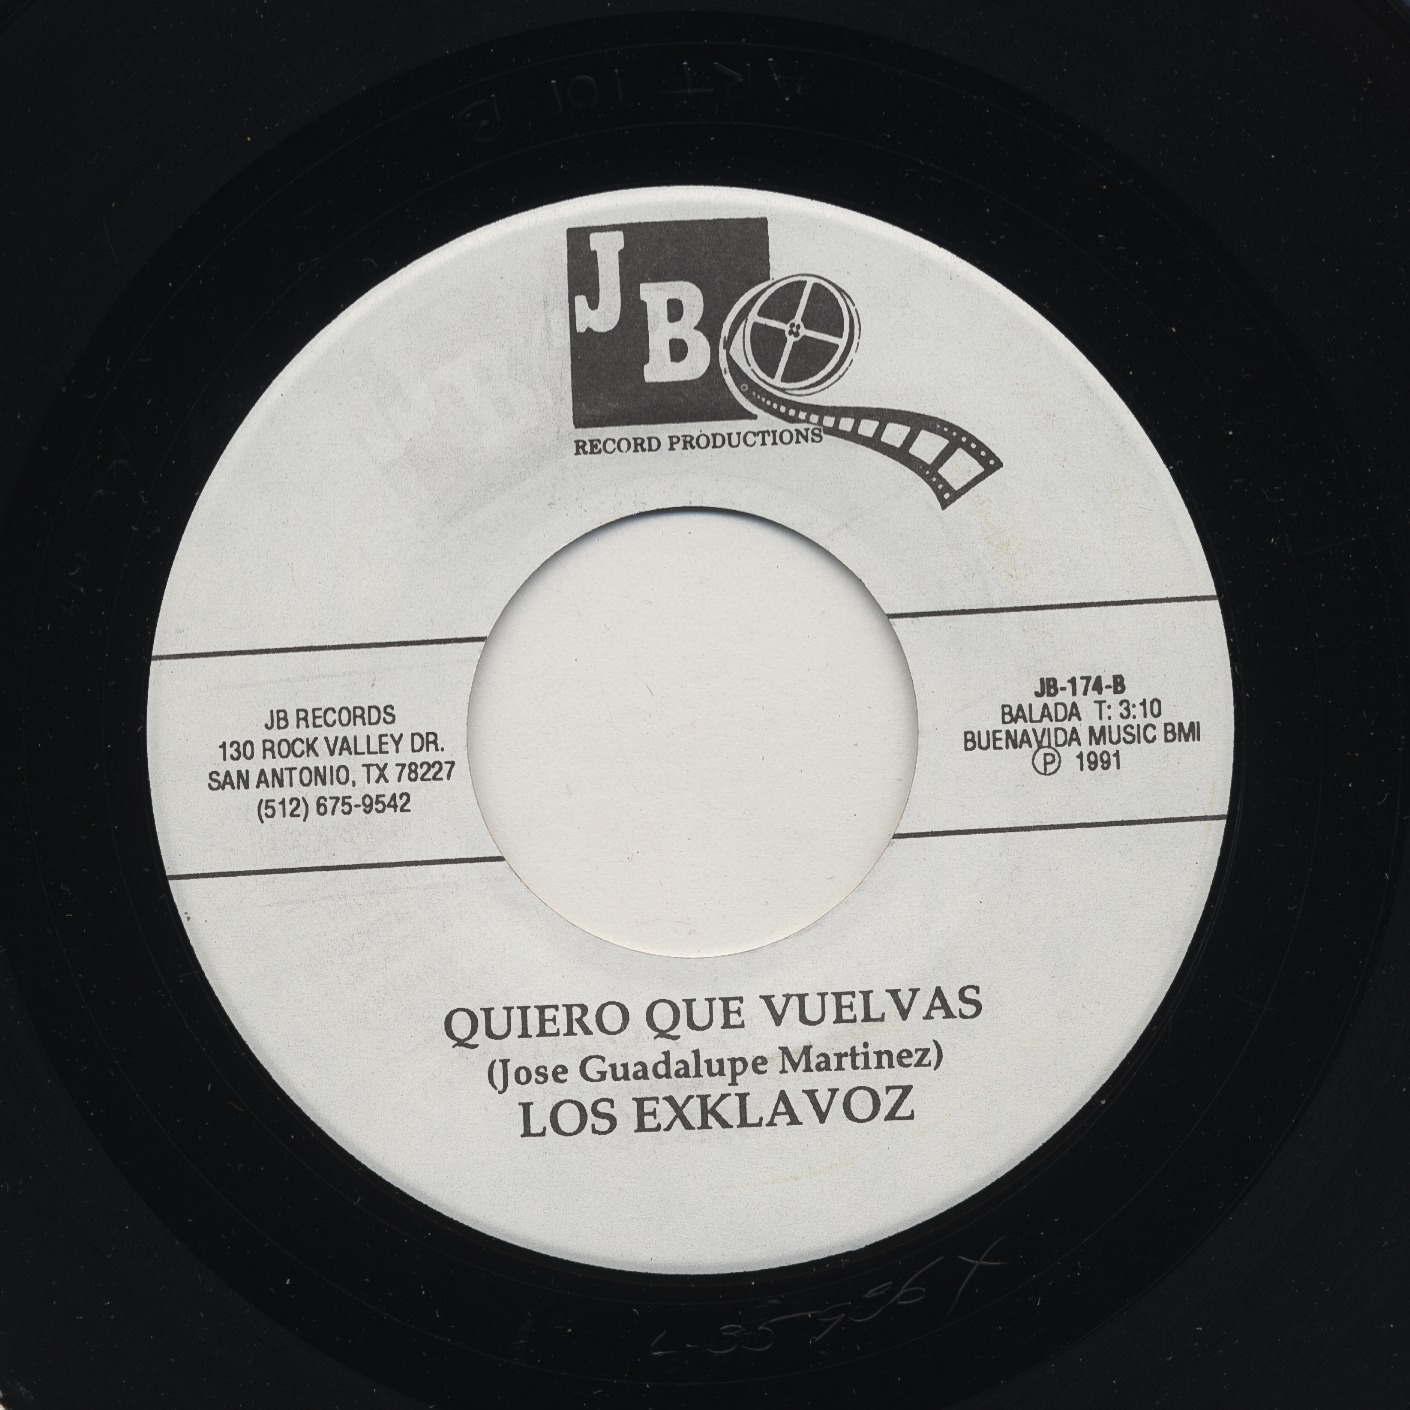 JB
RECORD PRODUCTIONS
JB RECORDS
130 ROCK VALLEY DR.
SAN ANTONIO, TX 78227
(512) 675-9542
JB-174-B
BALADA T: 3:10
BUENAVIDA MUSIC BMI
Ⓟ 1991
QUIERO QUE VUELVAS
(Jose Guadalupe Martinez)
LOS EXKLAVOZ